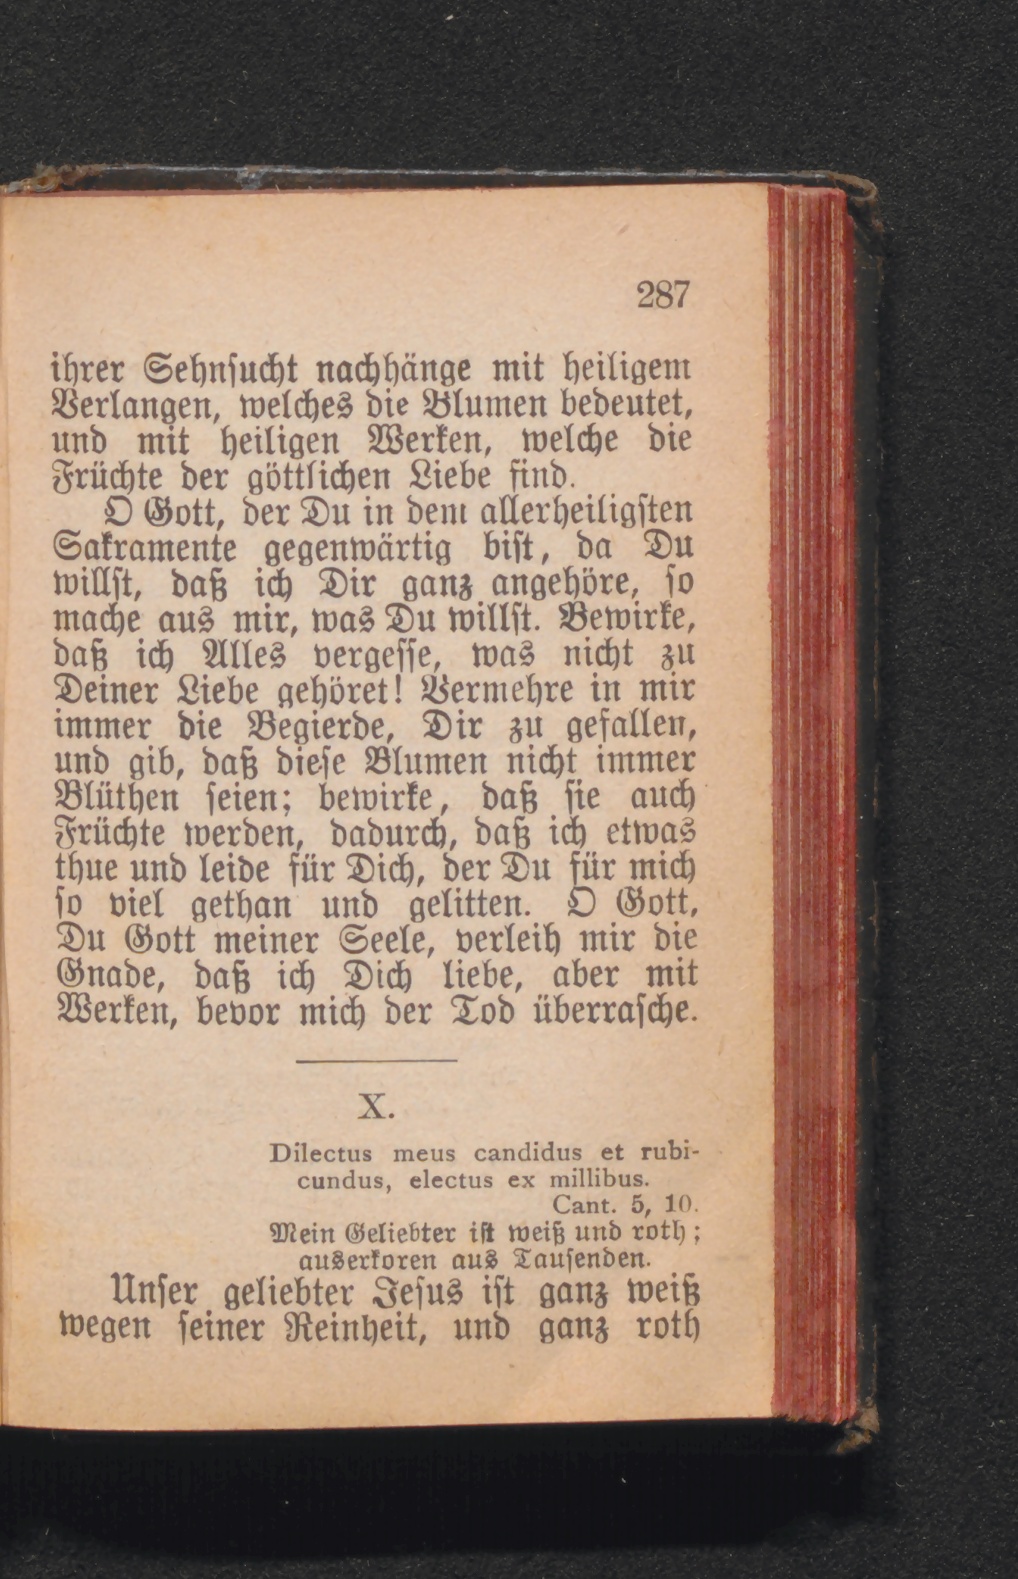 287
ihrer Sehnsucht nachhänge mit heiligem
Verlangen, welches die Blumen bedeutet,
und mit heiligen Werken, welche die
Früchte der göttlichen Liebe sind.
O Gott, der Du in dem allerheiligsten
Sakramente gegenwärtig bist, da Du
willst, daß ich Dir ganz angehöre, so
mache aus mir, was Du willst. Bewirke,
daß ich Alles vergesse, was nicht zu
Deiner Liebe gehöret! Vermehre in mir
immer die Begierde, Dir zu gefallen,
und gib, daß diese Blumen nicht immer
Blüthen seien; bewirke, daß sie auch
Früchte werden, dadurch, daß ich etwas
thue und leide für Dich, der Du für mich
so viel gethan und gelitten. O Gott,
Du Gott meiner Seele, verleih mir die
Gnade, daß ich Dich liebe, aber mit
Werken, bevor mich der Tod überrasche.
X.
Dilectus meus candidus et rubi-
cundus, electus ex millibus.
Cant. 5, 10.
Mein Geliebter ist weiß und roth;
auserkoren aus Tausenden.
Unser geliebter Jesus ist ganz weiß
wegen seiner Reinheit, und ganz roth